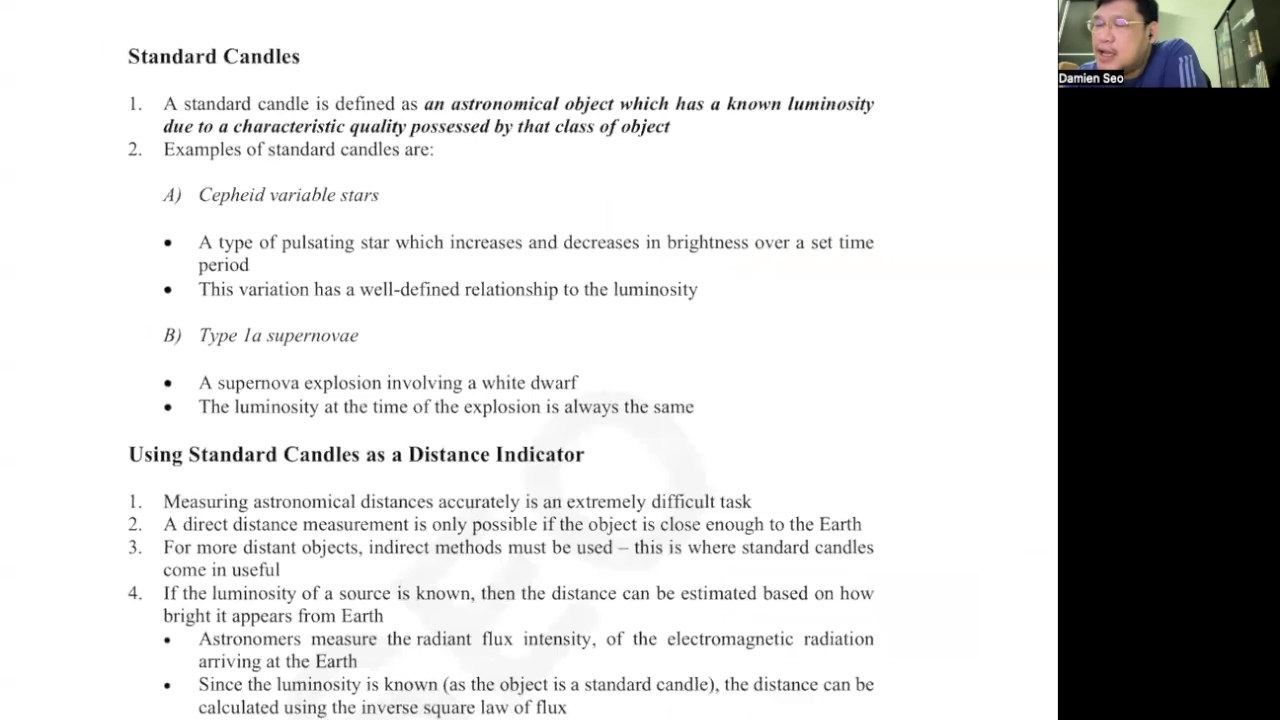 Standard Candles
1. A standard candle is defined as an astronomical object which has a known luminosity
due to a characteristic quality possessed by that class of object
2. Examples of standard candles are:
A) Cepheid variable stars
• A type of pulsating star which increases and decreases in brightness over a set time
period
• This variation has a well-defined relationship to the luminosity
B) Type 1a supernovae
• A supernova explosion involving a white dwarf
• The luminosity at the time of the explosion is always the same
Using Standard Candles as a Distance Indicator
1. Measuring astronomical distances accurately is an extremely difficult task
2. A direct distance measurement is only possible if the object is close enough to the Earth
3. For more distant objects, indirect methods must be used – this is where standard candles
come in useful
4. If the luminosity of a source is known, then the distance can be estimated based on how
bright it appears from Earth
• Astronomers measure the radiant flux intensity, of the electromagnetic radiation
arriving at the Earth
• Since the luminosity is known (as the object is a standard candle), the distance can be
calculated using the inverse square law of flux
Damien Seo